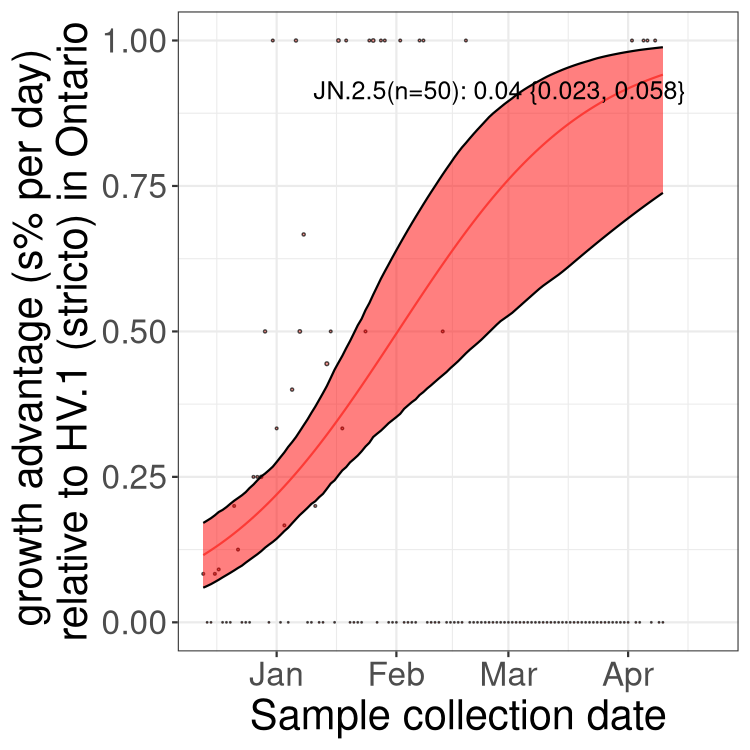 growth advantage (s% per day)
relative to HV.1 (stricto) in Ontario
1.00
0.75
0.50
0.25
0.00
JN.2.5(n=50): 0.04 {0.023, 0.058}
Jan Feb Mar Apr
Sample collection date